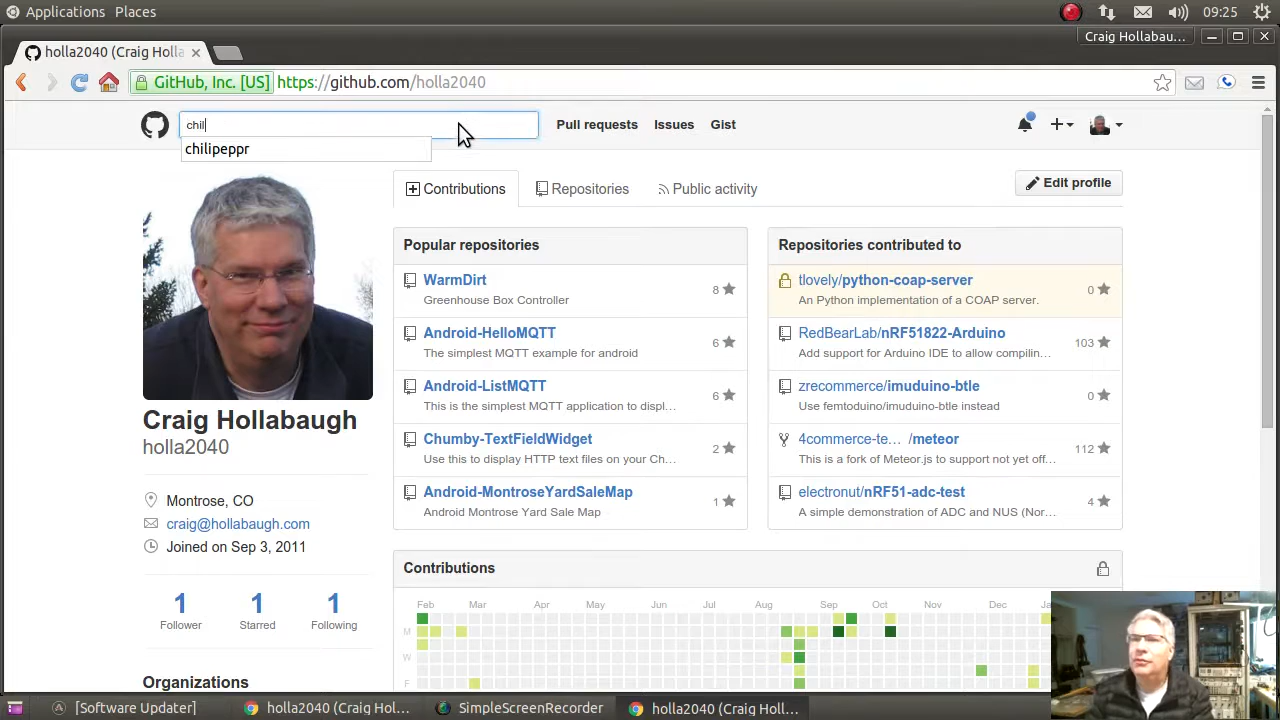 Applications Places
09:25
Craig Hollabau...
holla2040 (Craig Holla
GitHub, Inc. [US] https://github.com/holla2040
chil
Pull requests Issues Gist
chilipeppr
Contributions Repositories Public activity
Edit profile
Popular repositories
WarmDirt
Greenhouse Box Controller
8
Android-HelloMQTT
The simplest MQTT example for android
6
Android-ListMQTT
This is the simplest MQTT application to displ...
6
Chumby-TextFieldWidget
Use this to display HTTP text files on your Ch...
2
Android-MontroseYardSaleMap
Android Montrose Yard Sale Map
1
Repositories contributed to
tlovely/python-coap-server
An Python implementation of a COAP server.
0
RedBearLab/nRF51822-Arduino
Add support for Arduino IDE to allow compilin...
103
zrecommerce/imuduino-btle
Use femtoduino/imuduino-btle instead
0
4commerce-te... /meteor
This is a fork of Meteor.js to support not yet off...
112
electronut/nRF51-adc-test
A simple demonstration of ADC and NUS (Nor...
4
Craig Hollabaugh
holla2040
Montrose, CO
craig@hollabaugh.com
Joined on Sep 3, 2011
1 1 1
Follower Starred Following
Organizations
Contributions
Feb Mar Apr May Jun Jul Aug Sep Oct Nov Dec Ja
M
W
F
[Software Updater] holla2040 (Craig Holl... SimpleScreenRecorder holla2040 (Craig Holl...